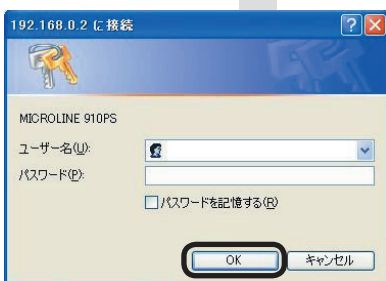 192.168.0.2 に接続
MICROLINE 910PS
ユーザー名(U):
パスワード(P):
パスワードを記憶する(R)
OK キャンセル